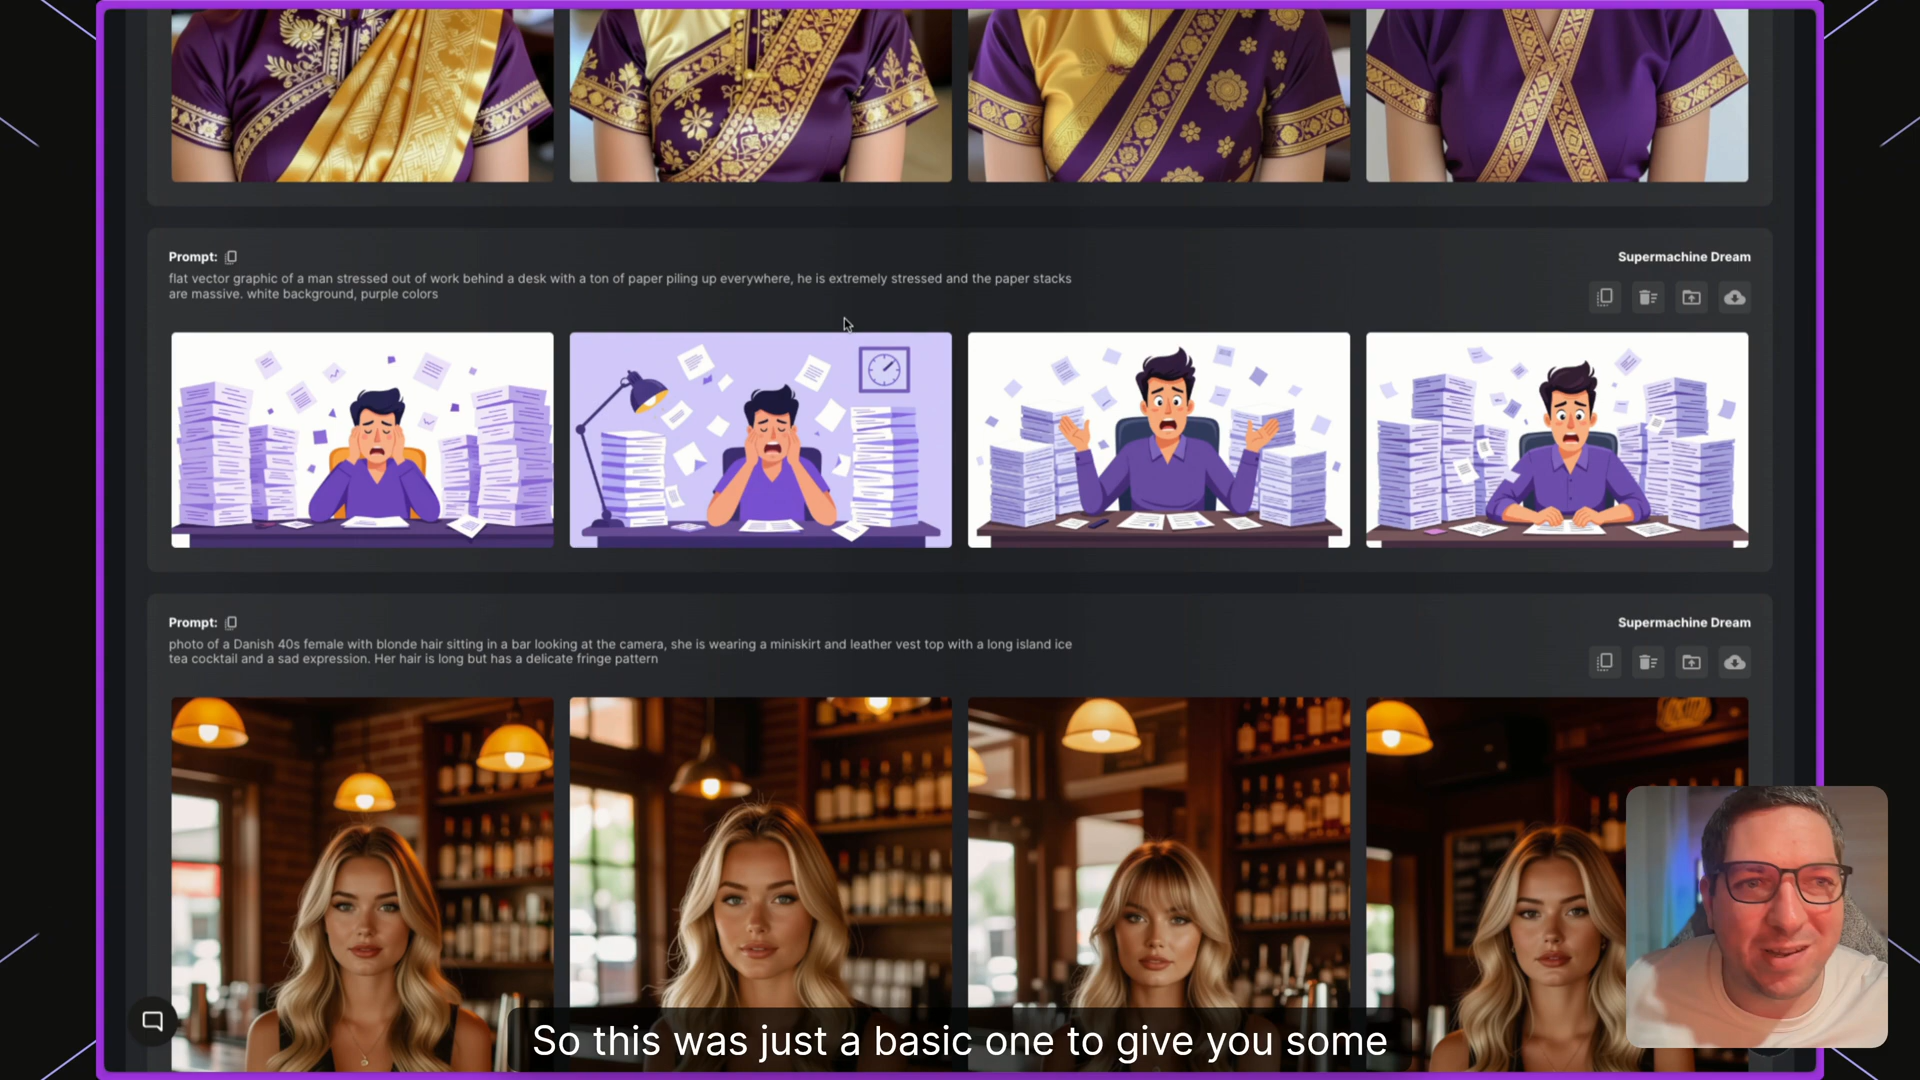 Prompt:
Supermachine Dream
flat vector graphic of a man stressed out of work behind a desk with a ton of paper piling up everywhere, he is extremely stressed and the paper stacks
are massive. white background, purple colors
Prompt:
Supermachine Dream
photo of a Danish 40s female with blonde hair sitting in a bar looking at the camera, she is wearing a miniskirt and leather vest top with a long island ice
tea cocktail and a sad expression. Her hair is long but has a delicate fringe pattern
So this was just a basic one to give you some